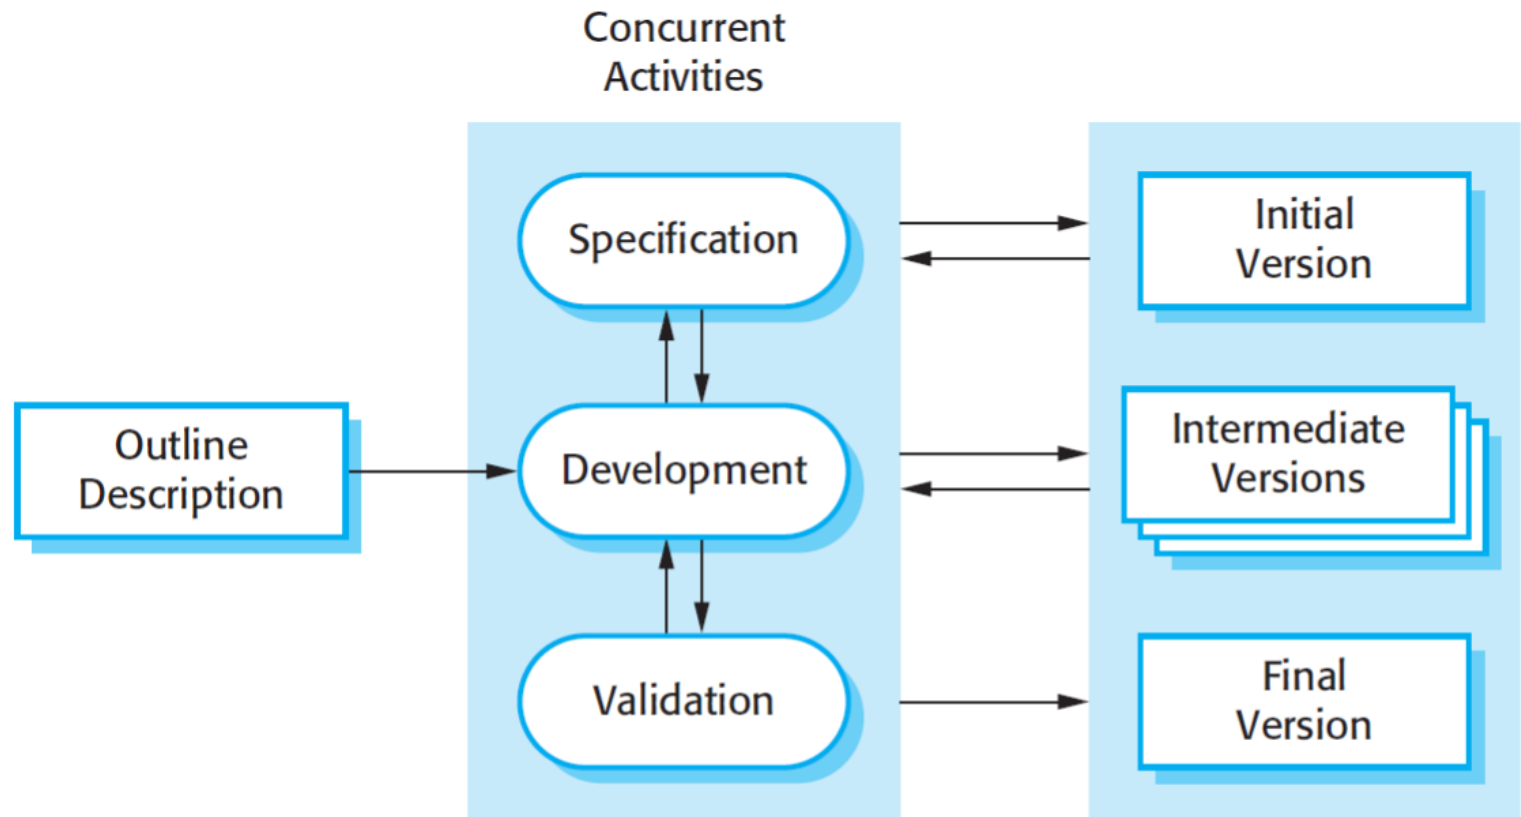 Concurrent
Activities
Specification
Initial
Version
Outline
Description
Development
Intermediate
Versions
Validation
Final
Version